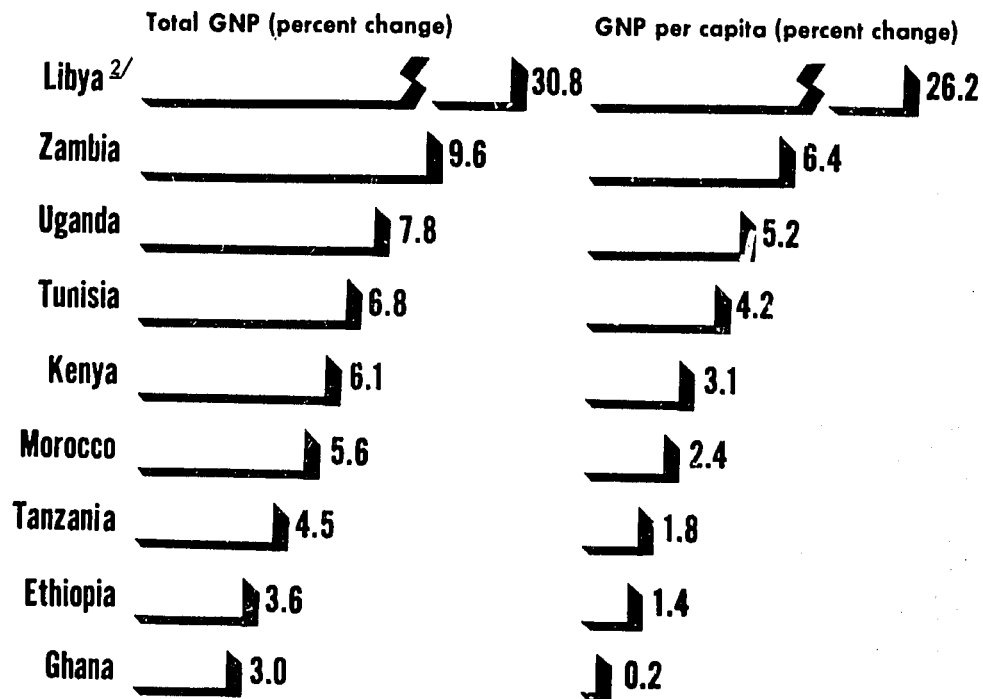 Total GNP (percent change) GNP per capita (percent change)
Libya 2/ 30.8 26.2
Zambia 9.6 6.4
Uganda 7.8 5.2
Tunisia 6.8 4.2
Kenya 6.1 3.1
Morocco 5.6 2.4
Tanzania 4.5 1.8
Ethiopia 3.6 1.4
Ghana 3.0 0.2